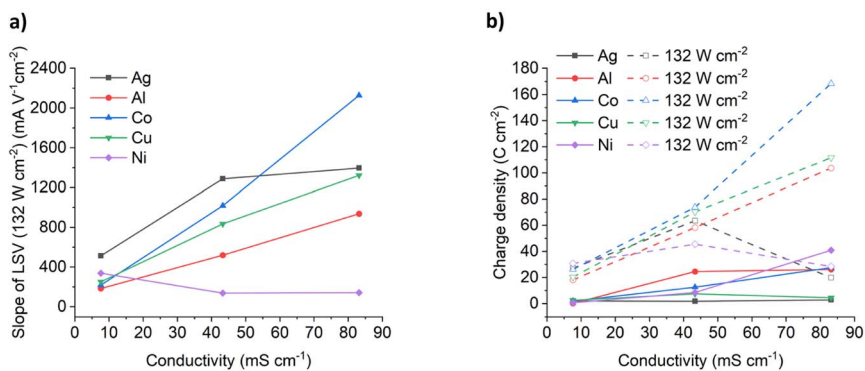 a)
Slope of LSV (132 W cm⁻²) (mA V⁻¹cm⁻²)
2400
2000
1600
1200
800
400
0
Ag
Al
Co
Cu
Ni
0 10 20 30 40 50 60 70 80 90
Conductivity (mS cm⁻¹)
b)
Charge density (C cm⁻²)
180
160
140
120
100
80
60
40
20
0
Ag 132 W cm⁻²
Al 132 W cm⁻²
Co 132 W cm⁻²
Cu 132 W cm⁻²
Ni 132 W cm⁻²
0 10 20 30 40 50 60 70 80 90
Conductivity (mS cm⁻¹)